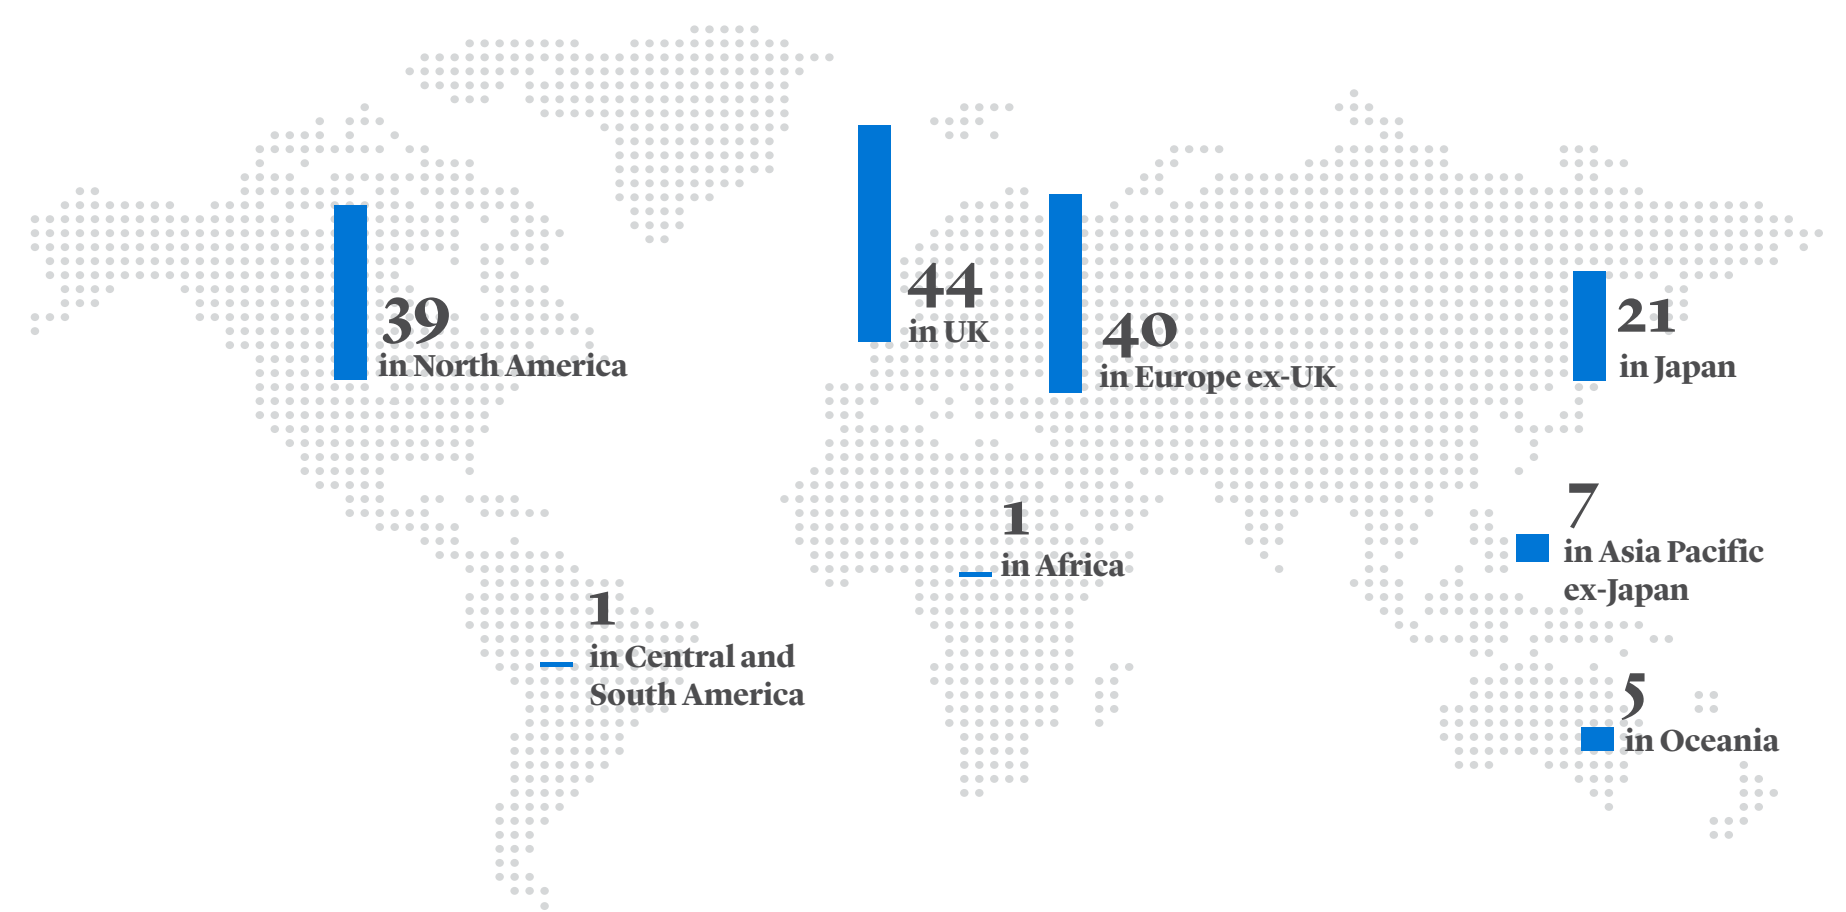 39
in North America
44
in UK
40
in Europe ex-UK
21
in Japan
1
in Africa
7
in Asia Pacific
ex-Japan
1
in Central and
South America
5
in Oceania